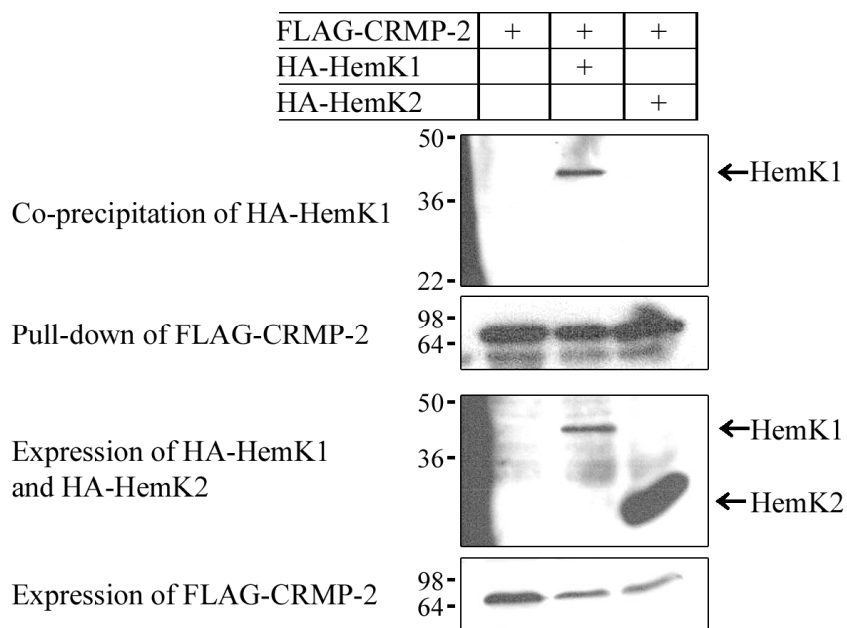 FLAG-CRMP-2 + + +
HA-HemK1 +
HA-HemK2 +
50
HemK1
36
Co-precipitation of HA-HemK1
22
98
Pull-down of FLAG-CRMP-2
64
50
HemK1
36
Expression of HA-HemK1
and HA-HemK2
HemK2
98
Expression of FLAG-CRMP-2
64